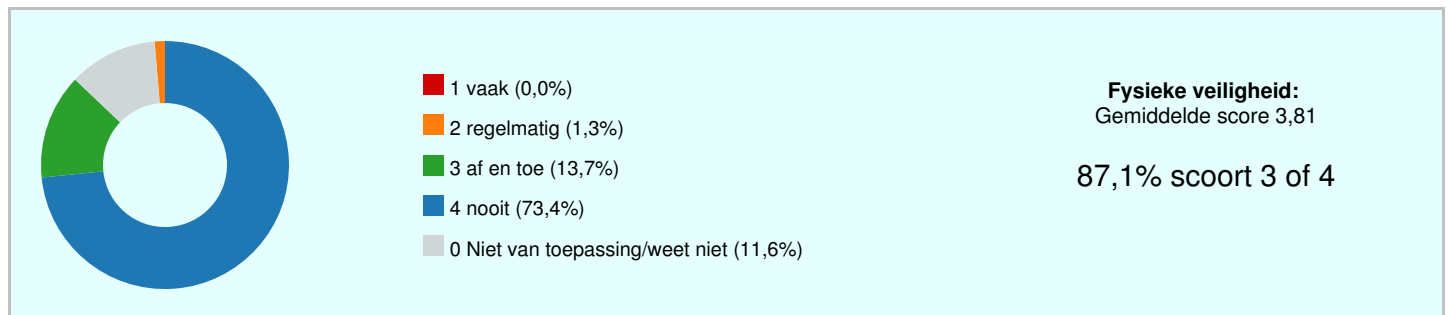 1 vaak (0,0%)
2 regelmatig (1,3%)
3 af en toe (13,7%)
4 nooit (73,4%)
0 Niet van toepassing/weet niet (11,6%)
Fysieke veiligheid:
Gemiddelde score 3,81
87,1% scoort 3 of 4